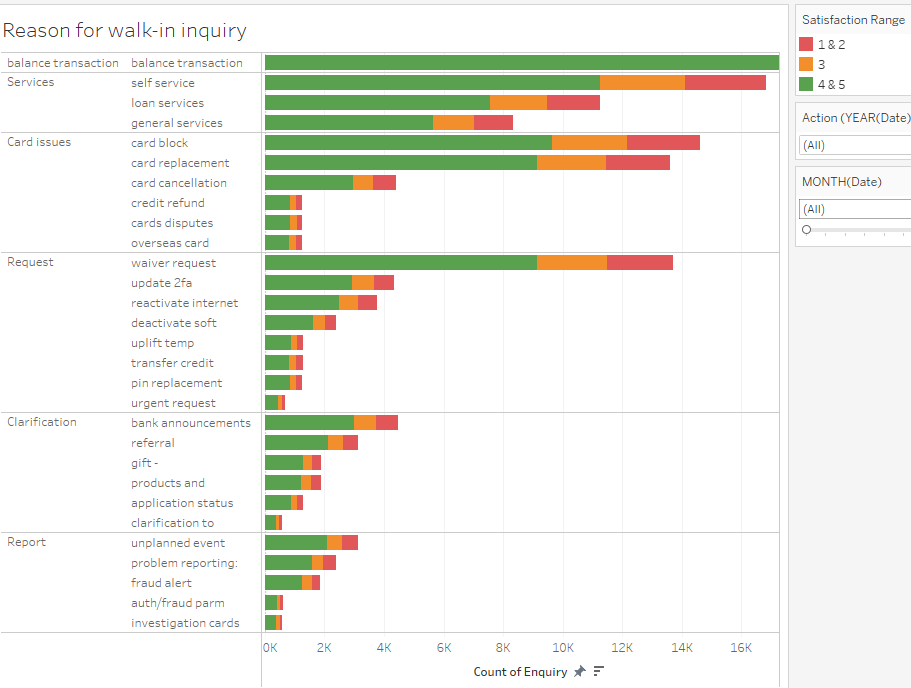 Reason for walk-in inquiry
balance transaction balance transaction
Services self service
loan services
general services
Card issues card block
card replacement
card cancellation
credit refund
cards disputes
overseas card
Request waiver request
update 2fa
reactivate internet
deactivate soft
uplift temp
transfer credit
pin replacement
urgent request
Clarification bank announcements
referral
gift -
products and
application status
clarification to
Report unplanned event
problem reporting:
fraud alert
auth/fraud parm
investigation cards
0K 2K 4K 6K 8K 10K 12K 14K 16K
Count of Enquiry
Satisfaction Range
1 & 2
3
4 & 5
Action (YEAR(Date)
(All)
MONTH(Date)
(All)